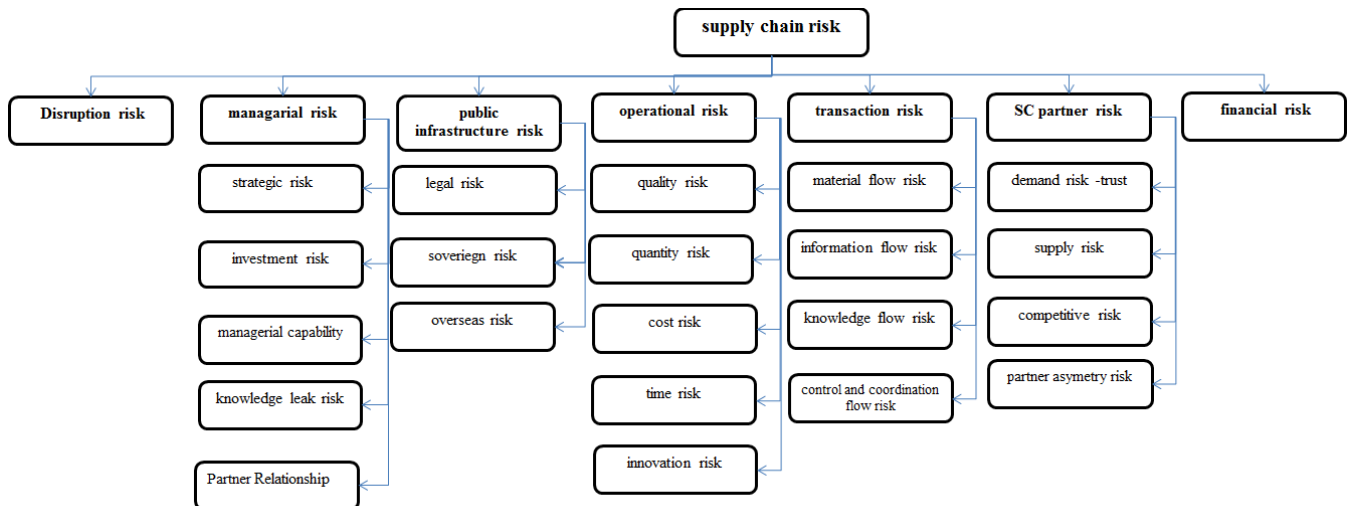 supply chain risk
Disruption risk
managarial risk
public
infrastructure risk
operational risk
transaction risk
SC partner risk
financial risk
strategic risk
investment risk
managerial capability
knowledge leak risk
Partner Relationship
legal risk
soveriegn risk
overseas risk
quality risk
quantity risk
cost risk
time risk
innovation risk
material flow risk
information flow risk
knowledge flow risk
control and coordination
flow risk
demand risk -trust
supply risk
competitive risk
partner asymetry risk